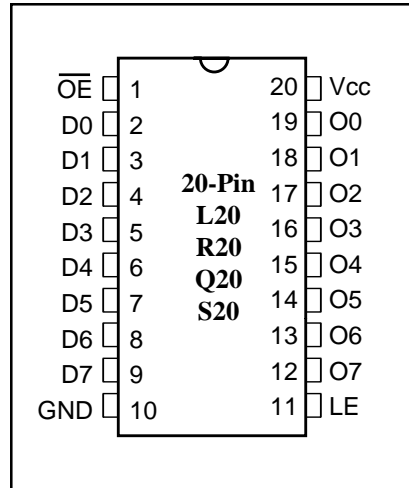 O̅E̅ 1 20 Vcc
D0 2 19 O0
D1 3 18 O1
D2 4 20-Pin 17 O2
D3 5 L20 16 O3
D4 6 R20 15 O4
D5 7 Q20 14 O5
D6 8 S20 13 O6
D7 9 12 O7
GND 10 11 LE